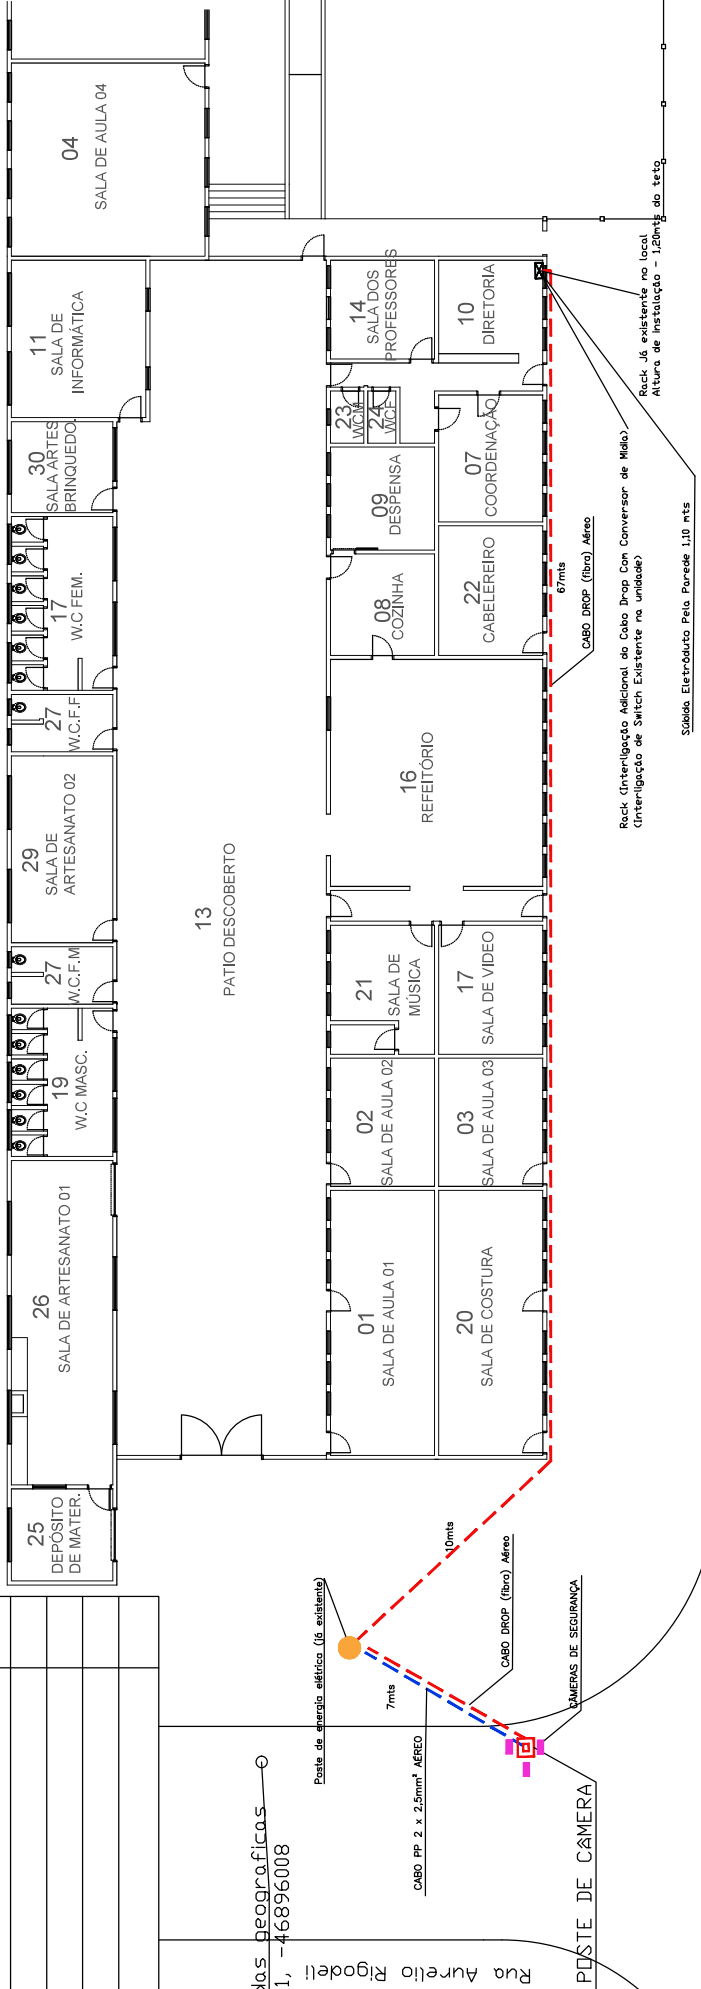 04
SALA DE AULA 04
11
SALA DE
INFORMÁTICA
30
SALA ARTES
BRINQUEDO.
17
W.C FEM.
27
W.C.F.F
29
SALA DE
ARTESANATO 02
27
W.C.F.M
19
W.C MASC.
26
SALA DE ARTESANATO 01
25
DEPÓSITO
DE MATER.
13
PATIO DESCOBERTO
14
SALA DOS
PROFESSORES
10
DIRETORIA
23
WCM
24
WCF
09
DESPENSA
07
COORDENAÇÃO
08
COZINHA
22
CABELEREIRO
16
REFEITÓRIO
21
SALA DE
MÚSICA
17
SALA DE VIDEO
02
SALA DE AULA 02
03
SALA DE AULA 03
01
SALA DE AULA 01
20
SALA DE COSTURA
Rack Já existente no local
Altura de Instalação - 1,20mts do teto
Rack (Interligação Adicional do Cabo Drop Com Conversor de Mídia)
(Interligação de Switch Existente na unidade)
Súbida Eletróduto Pela Parede 1,10 mts
CABO DROP (fibra) Aéreo
67mts
10mts
Poste de energia elétrica (já existente)
7mts
CABO DROP (fibra) Aéreo
CABO PP 2 x 2,5mm² AÉREO
CÂMERAS DE SEGURANÇA
POSTE DE CÂMERA
das geograficas
1, -46896008
Rua Aurelio Rigodeli